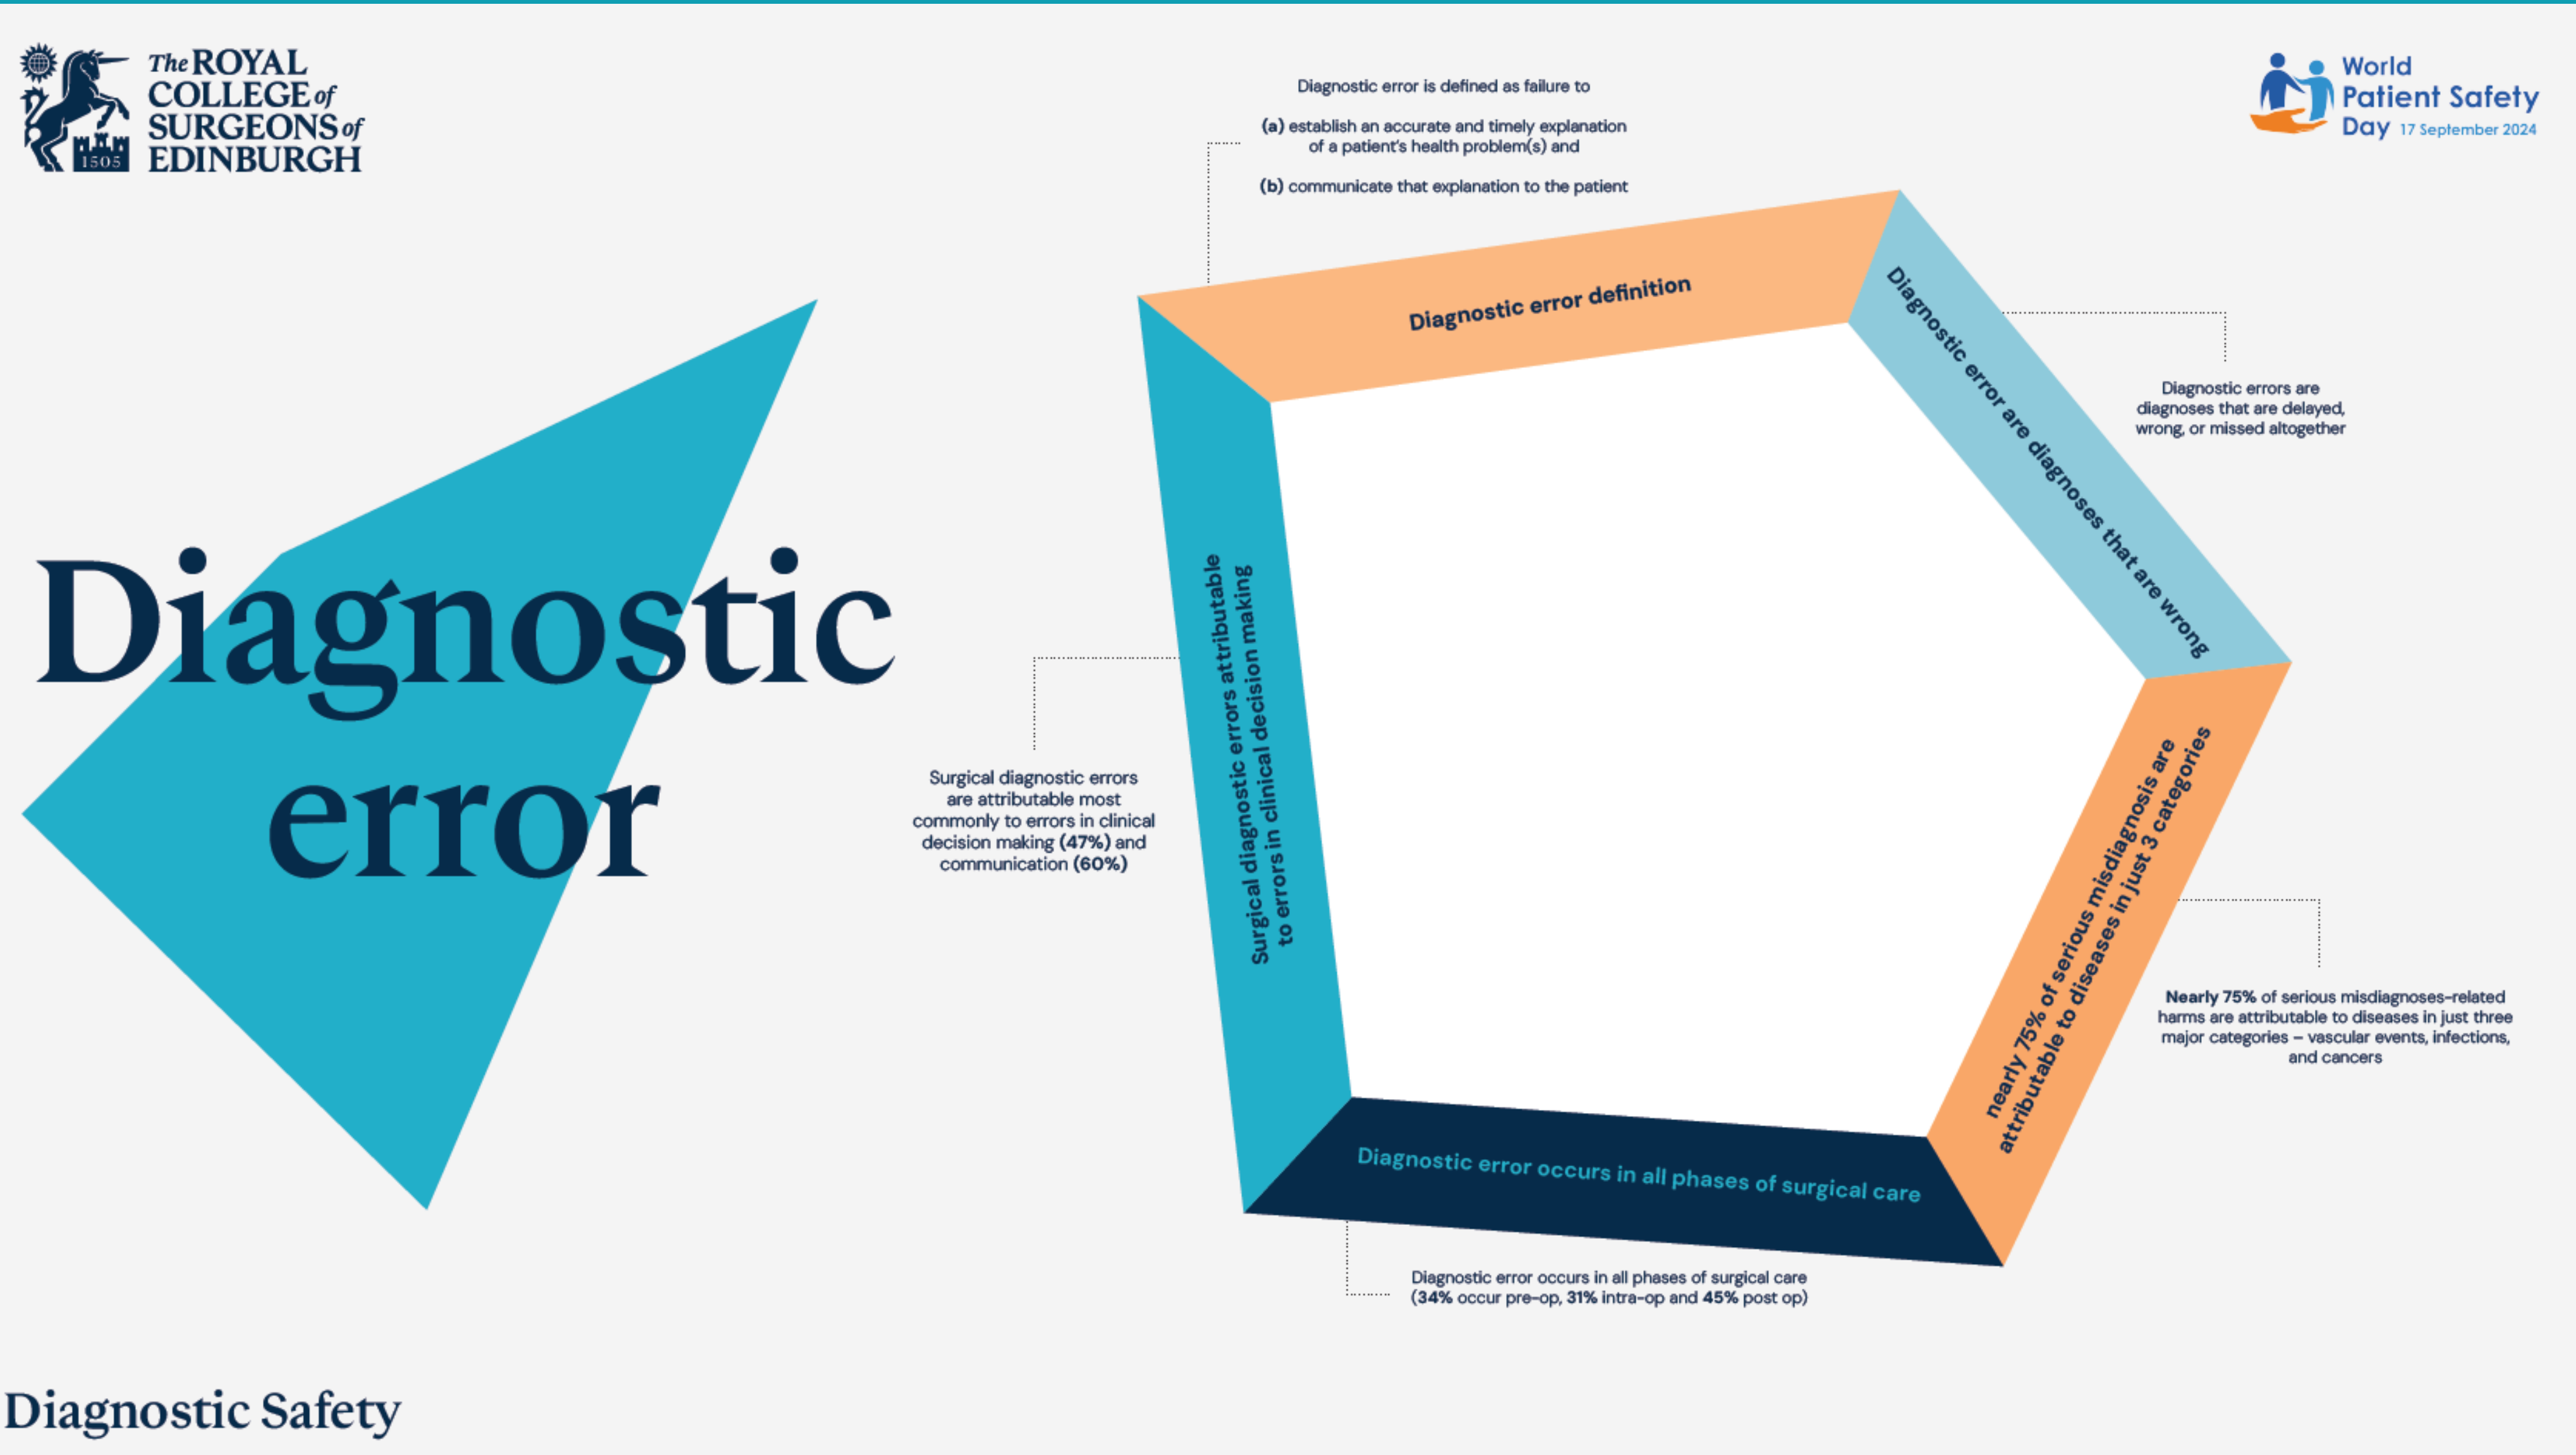 The ROYAL
COLLEGE of
SURGEONS of
EDINBURGH
1505
World
Patient Safety
Day 17 September 2024
Diagnostic error is defined as failure to
(a) establish an accurate and timely explanation
of a patient's health problem(s) and
(b) communicate that explanation to the patient
Diagnostic error definition
Diagnostic error are diagnoses that are wrong
Diagnostic errors are
diagnoses that are delayed,
wrong, or missed altogether
Diagnostic
error
Surgical diagnostic errors attributable
to errors in clinical decision making
Surgical diagnostic errors
are attributable most
commonly to errors in clinical
decision making (47%) and
communication (60%)
nearly 75% of serious misdiagnosis are
attributable to diseases in just 3 categories
Nearly 75% of serious misdiagnoses-related
harms are attributable to diseases in just three
major categories – vascular events, infections,
and cancers
Diagnostic error occurs in all phases of surgical care
Diagnostic error occurs in all phases of surgical care
(34% occur pre-op, 31% intra-op and 45% post op)
Diagnostic Safety